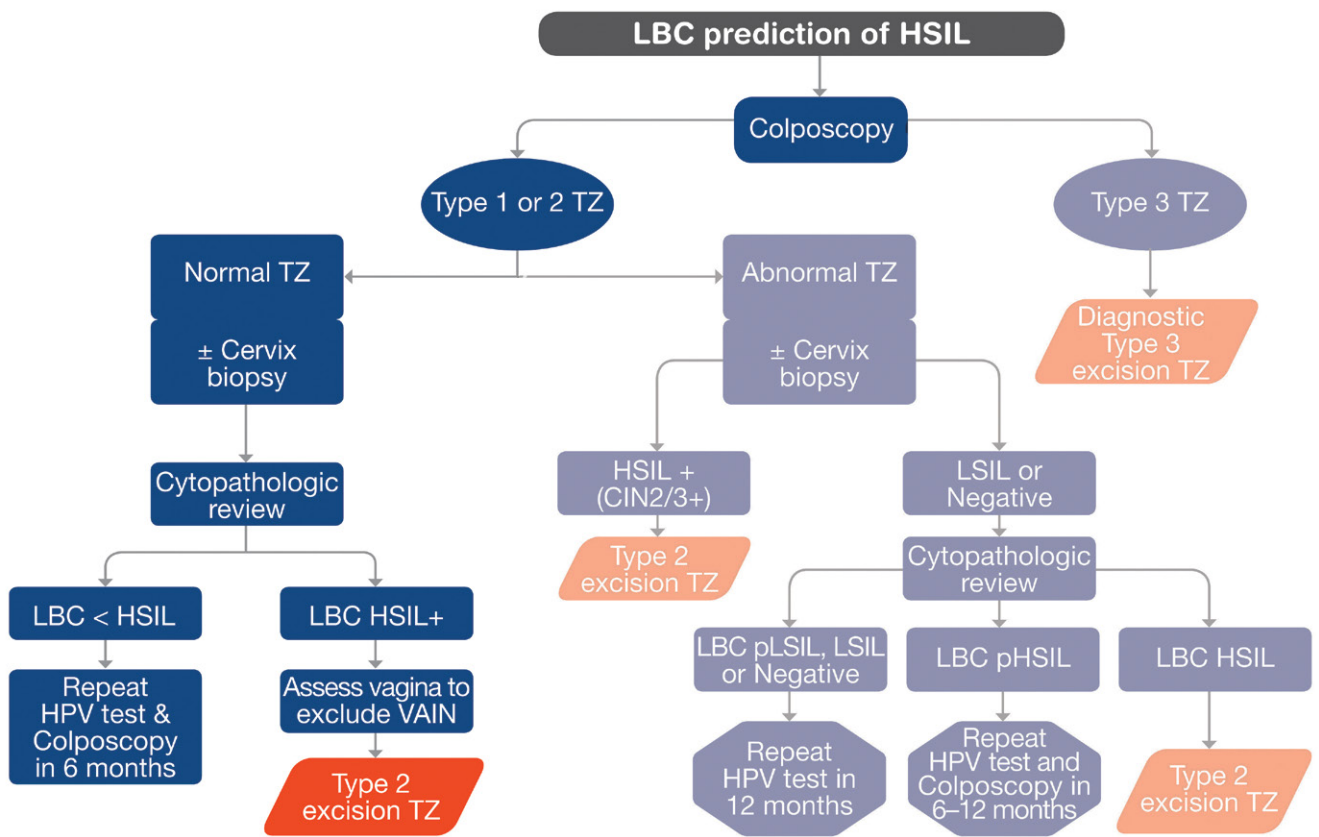 LBC prediction of HSIL
Colposcopy
Type 1 or 2 TZ
Type 3 TZ
Normal TZ
Abnormal TZ
± Cervix
biopsy
± Cervix
biopsy
Diagnostic
Type 3
excision TZ
Cytopathologic
review
HSIL +
(CIN2/3+)
LSIL or
Negative
Type 2
excision TZ
Cytopathologic
review
LBC < HSIL
LBC HSIL+
LBC pLSIL, LSIL
or Negative
LBC pHSIL
LBC HSIL
Repeat
HPV test &
Colposcopy
in 6 months
Assess vagina to
exclude VAIN
Type 2
excision TZ
Repeat
HPV test in
12 months
Repeat
HPV test and
Colposcopy in
6–12 months
Type 2
excision TZ